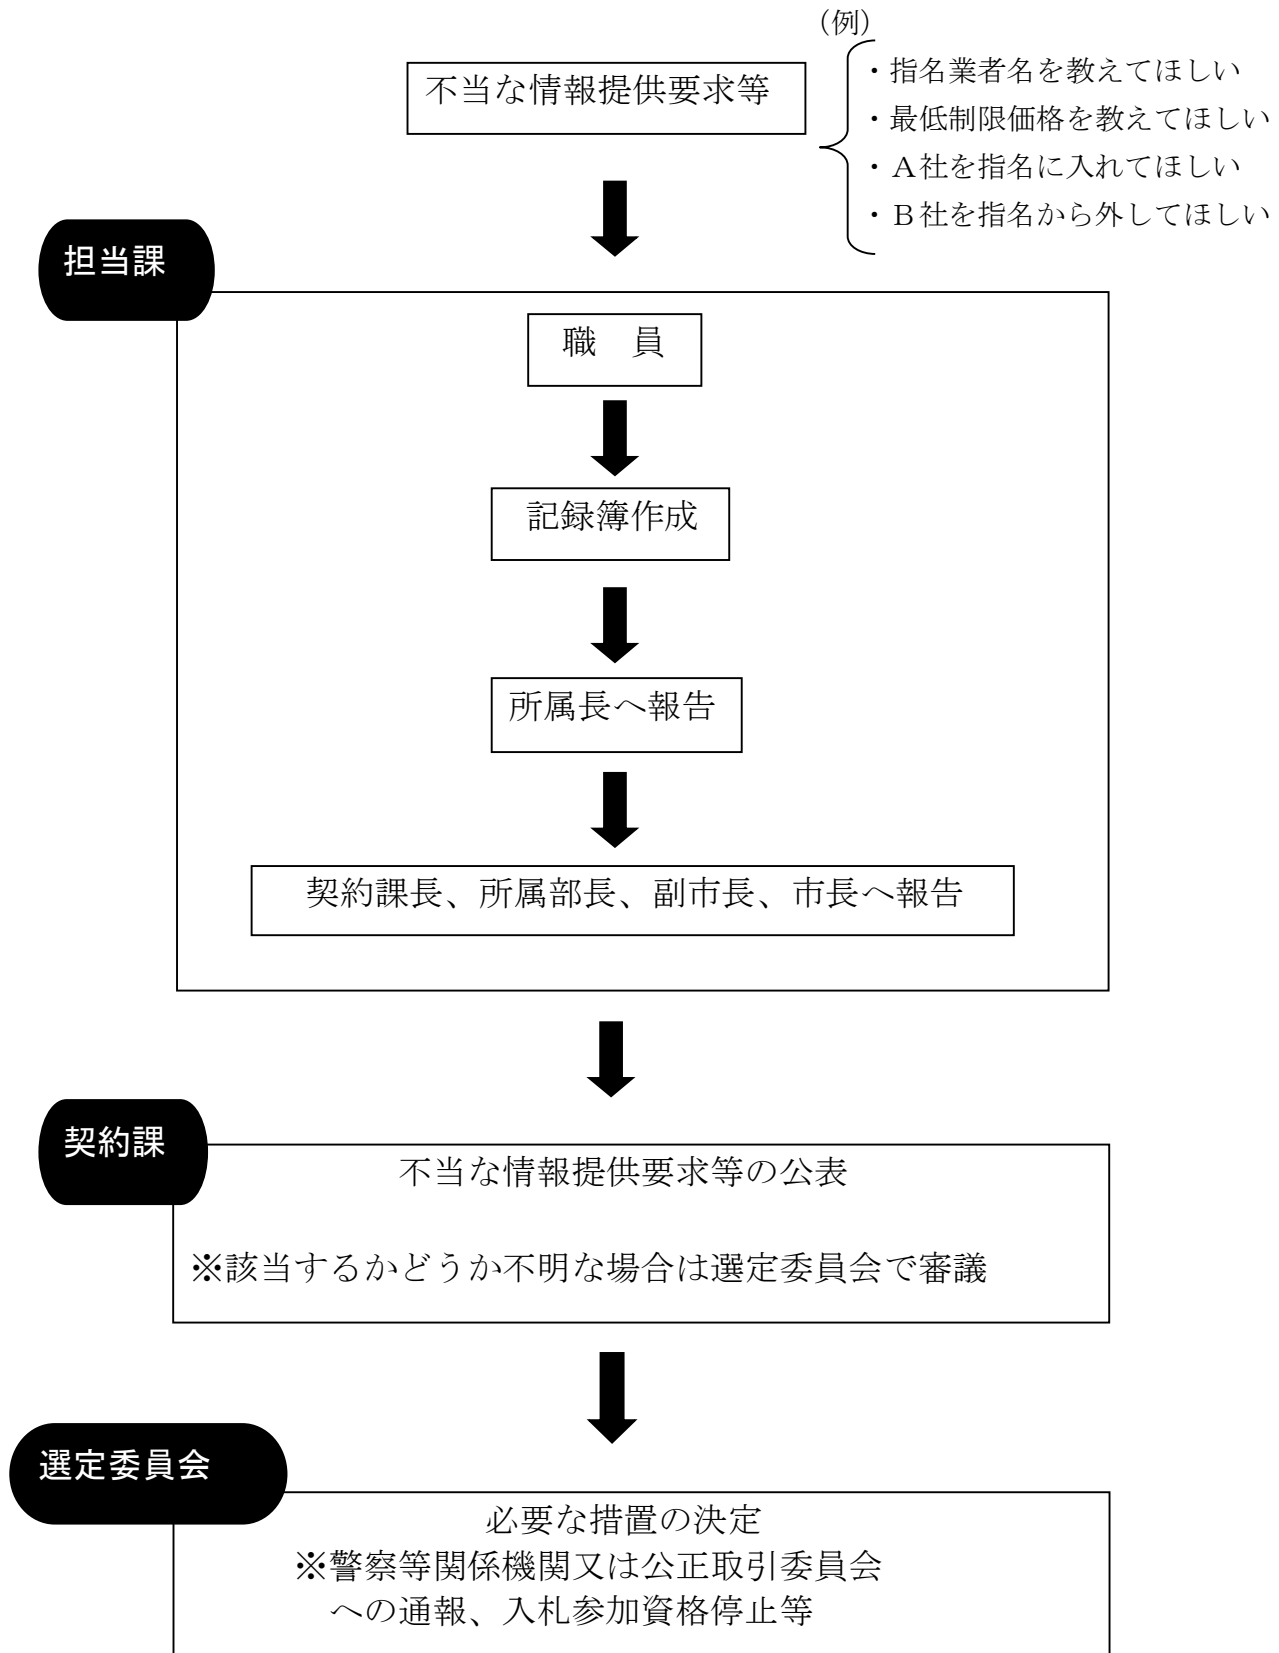 （例）
不当な情報提供要求等
・指名業者名を教えてほしい
・最低制限価格を教えてほしい
・Ａ社を指名に入れてほしい
・Ｂ社を指名から外してほしい
担当課
職　員
記録簿作成
所属長へ報告
契約課長、所属部長、副市長、市長へ報告
契約課
不当な情報提供要求等の公表
※該当するかどうか不明な場合は選定委員会で審議
選定委員会
必要な措置の決定
※警察等関係機関又は公正取引委員会
への通報、入札参加資格停止等